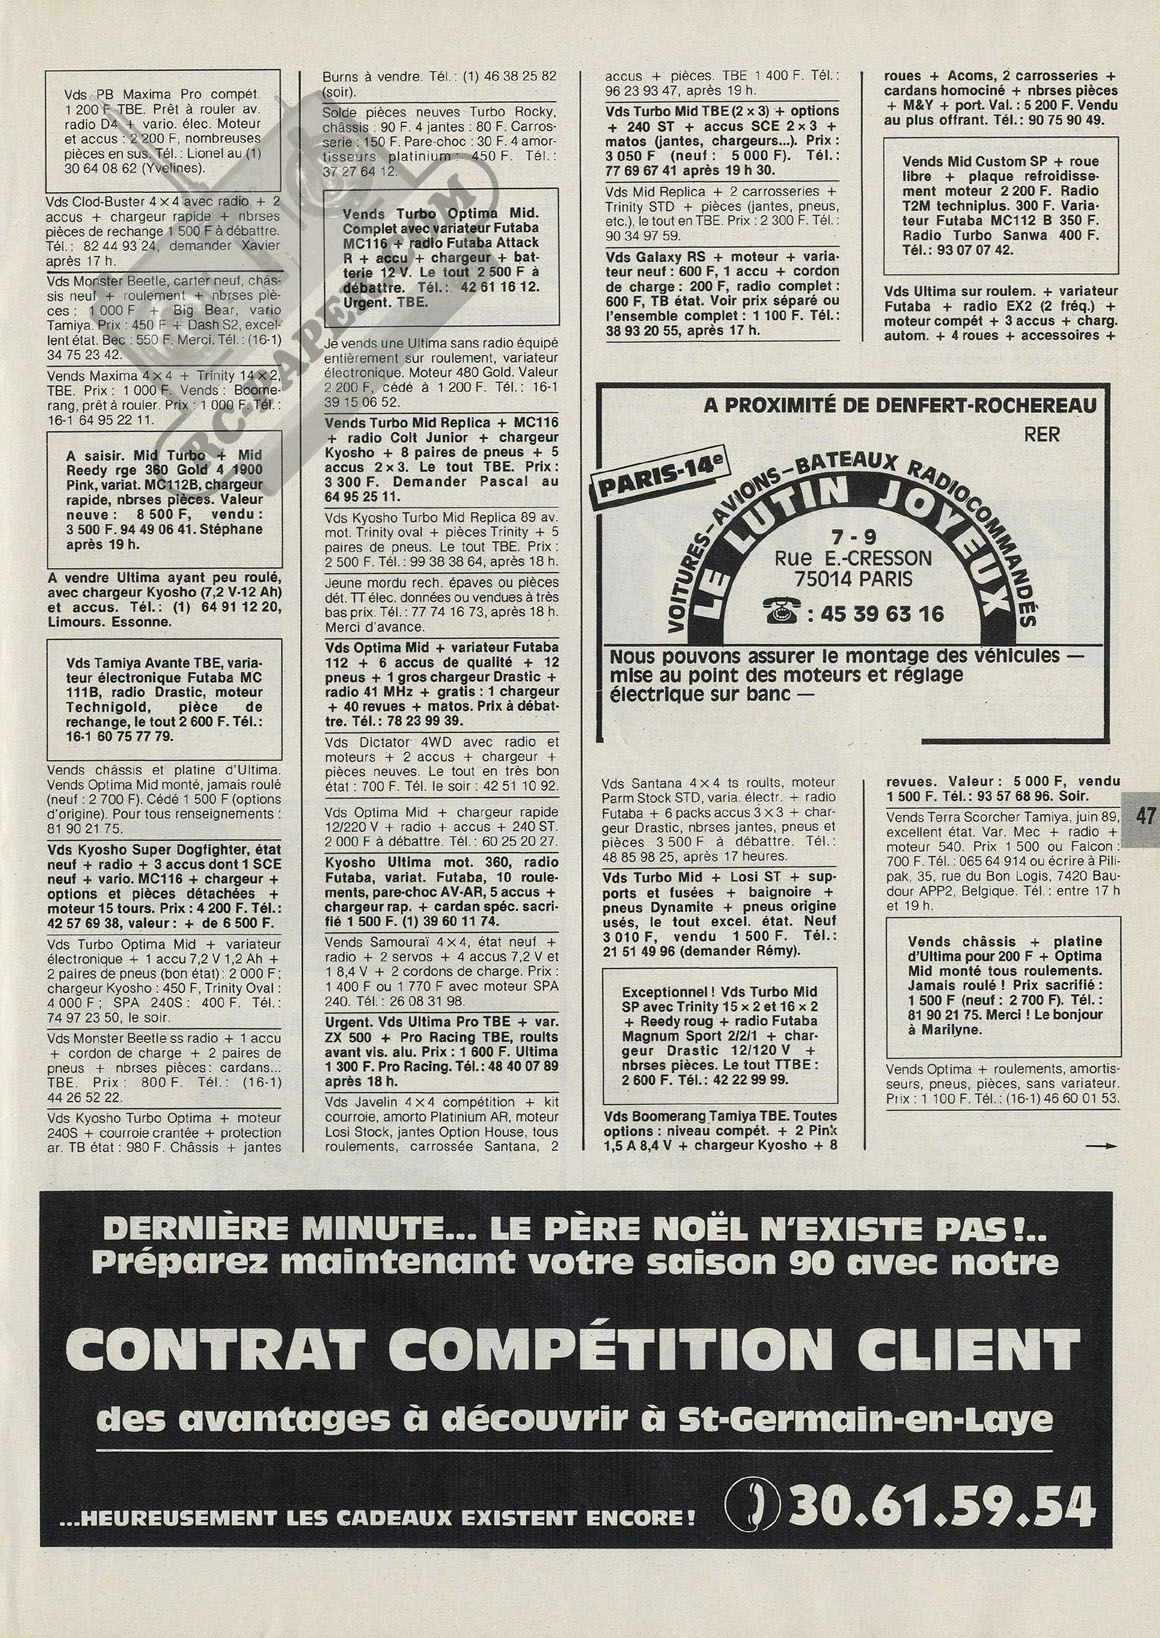 Vds PB Maxima Pro compét.
1 200 F TBE. Prêt à rouler av.
radio D4 + vario. élec. Moteur
et accus : 2 200 F, nombreuses
pièces en sus. Tél. : Lionel au (1)
30 64 08 62 (Yvelines).
Vds Clod-Buster 4 × 4 avec radio + 2
accus + chargeur rapide + nbrses
pièces de rechange 1 500 F à débattre.
Tél. : 82 44 93 24, demander Xavier
après 17 h.
Vds Monster Beetle, carter neuf, châs-
sis neuf + roulement + nbrses piè-
ces : 1 000 F + Big Bear, vario
Tamiya. Prix : 450 F + Dash S2, excel-
lent état. Bec : 550 F. Merci. Tél. : (16-1)
34 75 23 42.
Vends Maxima 4 × 4 + Trinity 14 × 2,
TBE. Prix : 1 000 F. Vends : Boome-
rang, prêt à rouler. Prix : 1 000 F. Tél. :
16-1 64 95 22 11.
A saisir. Mid Turbo + Mid
Reedy rge 360 Gold 4 1900
Pink, variat. MC112B, chargeur
rapide, nbrses pièces. Valeur
neuve : 8 500 F, vendu :
3 500 F. 94 49 06 41. Stéphane
après 19 h.
A vendre Ultima ayant peu roulé,
avec chargeur Kyosho (7,2 V-12 Ah)
et accus. Tél. : (1) 64 91 12 20,
Limours. Essonne.
Vds Tamiya Avante TBE, varia-
teur électronique Futaba MC
111B, radio Drastic, moteur
Technigold, pièce de
rechange, le tout 2 600 F. Tél. :
16-1 60 75 77 79.
Vends châssis et platine d'Ultima.
Vends Optima Mid monté, jamais roulé
(neuf : 2 700 F). Cédé 1 500 F (options
d'origine). Pour tous renseignements :
81 90 21 75.
Vds Kyosho Super Dogfighter, état
neuf + radio + 3 accus dont 1 SCE
neuf + vario. MC116 + chargeur +
options et pièces détachées +
moteur 15 tours. Prix : 4 200 F. Tél. :
42 57 69 38, valeur : + de 6 500 F.
Vds Turbo Optima Mid + variateur
électronique + 1 accu 7,2 V 1,2 Ah +
2 paires de pneus (bon état) : 2 000 F ;
chargeur Kyosho : 450 F, Trinity Oval :
4 000 F ; SPA 240S : 400 F. Tél. :
74 97 23 50, le soir.
Vds Monster Beetle ss radio + 1 accu
+ cordon de charge + 2 paires de
pneus + nbrses pièces : cardans...
TBE. Prix : 800 F. Tél. : (16-1)
44 26 52 22.
Vds Kyosho Turbo Optima + moteur
240S + courroie crantée + protection
ar. TB état : 980 F. Châssis + jantes
Burns à vendre. Tél. : (1) 46 38 25 82
(soir).
Solde pièces neuves Turbo Rocky,
châssis : 90 F. 4 jantes : 80 F. Carros-
serie : 150 F. Pare-choc : 30 F. 4 amor-
tisseurs platinium : 450 F. Tél. :
37 27 64 12.
Vends Turbo Optima Mid.
Complet avec variateur Futaba
MC116 + radio Futaba Attack
R + accu + chargeur + bat-
terie 12 V. Le tout 2 500 F à
débattre. Tél. : 42 61 16 12.
Urgent. TBE.
Je vends une Ultima sans radio équipé
entièrement sur roulement, variateur
électronique. Moteur 480 Gold. Valeur
2 200 F, cédé à 1 200 F. Tél. : 16-1
39 15 06 52.
Vends Turbo Mid Replica + MC116
+ radio Colt Junior + chargeur
Kyosho + 8 paires de pneus + 5
accus 2 × 3. Le tout TBE. Prix :
3 300 F. Demander Pascal au
64 95 25 11.
Vds Kyosho Turbo Mid Replica 89 av.
mot. Trinity oval + pièces Trinity + 5
paires de pneus. Le tout TBE. Prix :
2 500 F. Tél. : 99 38 38 64, après 18 h.
Jeune mordu rech. épaves ou pièces
dét. TT élec. données ou vendues à très
bas prix. Tél. : 77 74 16 73, après 18 h.
Merci d'avance.
Vds Optima Mid + variateur Futaba
112 + 6 accus de qualité + 12
pneus + 1 gros chargeur Drastic +
radio 41 MHz + gratis : 1 chargeur
+ 40 revues + matos. Prix à débat-
tre. Tél. : 78 23 99 39.
Vds Dictator 4WD avec radio et
moteurs + 2 accus + chargeur +
pièces neuves. Le tout en très bon
état : 700 F. Tél. le soir : 42 51 10 92.
Vds Optima Mid + chargeur rapide
12/220 V + radio + accus + 240 ST.
2 000 F à débattre. Tél. : 60 25 20 27.
Kyosho Ultima mot. 360, radio
Futaba, variat. Futaba, 10 roule-
ments, pare-choc AV-AR, 5 accus +
chargeur rap. + cardan spéc. sacri-
fié 1 500 F. (1) 39 60 11 74.
Vends Samouraï 4 × 4, état neuf +
radio + 2 servos + 4 accus 7,2 V et
1 8,4 V + 2 cordons de charge. Prix :
1 400 F ou 1 770 F avec moteur SPA
240. Tél. : 26 08 31 98.
Urgent. Vds Ultima Pro TBE + var.
ZX 500 + Pro Racing TBE, roults
avant vis. alu. Prix : 1 600 F. Ultima
1 300 F. Pro Racing. Tél. : 48 40 07 89
après 18 h.
Vds Javelin 4 × 4 compétition + kit
courroie, amorto Platinium AR, moteur
Losi Stock, jantes Option House, tous
roulements, carrossée Santana, 2
accus + pièces. TBE 1 400 F. Tél. :
96 23 93 47, après 19 h.
Vds Turbo Mid TBE (2 × 3) + options
+ 240 ST + accus SCE 2 × 3 +
matos (jantes, chargeurs...). Prix :
3 050 F (neuf : 5 000 F). Tél. :
77 69 67 41 après 19 h 30.
Vds Mid Replica + 2 carrosseries +
Trinity STD + pièces (jantes, pneus,
etc.), le tout en TBE. Prix : 2 300 F. Tél. :
90 34 97 59.
Vds Galaxy RS + moteur + varia-
teur neuf : 600 F, 1 accu + cordon
de charge : 200 F, radio complet :
600 F, TB état. Voir prix séparé ou
l'ensemble complet : 1 100 F. Tél. :
38 93 20 55, après 17 h.
roues + Acoms, 2 carrosseries +
cardans homociné + nbrses pièces
+ M&Y + port. Val. : 5 200 F. Vendu
au plus offrant. Tél. : 90 75 90 49.
Vends Mid Custom SP + roue
libre + plaque refroidisse-
ment moteur 2 200 F. Radio
T2M techniplus. 300 F. Varia-
teur Futaba MC112 B 350 F.
Radio Turbo Sanwa 400 F.
Tél. : 93 07 07 42.
Vds Ultima sur roulem. + variateur
Futaba + radio EX2 (2 fréq.) +
moteur compét + 3 accus + charg.
autom. + 4 roues + accessoires +
A PROXIMITÉ DE DENFERT-ROCHEREAU
RER
PARIS-14e
VOITURES-AVIONS-BATEAUX RADIOCOMMANDÉS
LE LUTIN JOYEUX
7 - 9
Rue E.-CRESSON
75014 PARIS
☎ : 45 39 63 16
Nous pouvons assurer le montage des véhicules —
mise au point des moteurs et réglage
électrique sur banc —
Vds Santana 4 × 4 ts roults, moteur
Parm Stock STD, varia. électr. + radio
Futaba + 6 packs accus 3 × 3 + char-
geur Drastic, nbrses jantes, pneus et
pièces 3 500 F à débattre. Tél. :
48 85 98 25, après 17 heures.
Vds Turbo Mid + Losi ST + sup-
ports et fusées + baignoire +
pneus Dynamite + pneus origine
usés, le tout excel. état. Neuf
3 010 F, vendu 1 500 F. Tél. :
21 51 49 96 (demander Rémy).
Exceptionnel ! Vds Turbo Mid
SP avec Trinity 15 × 2 et 16 × 2
+ Reedy roug + radio Futaba
Magnum Sport 2/2/1 + char-
geur Drastic 12/120 V +
nbrses pièces. Le tout TTBE :
2 600 F. Tél. : 42 22 99 99.
Vds Boomerang Tamiya TBE. Toutes
options : niveau compét. + 2 Pink
1,5 A 8,4 V + chargeur Kyosho + 8
revues. Valeur : 5 000 F, vendu
1 500 F. Tél. : 93 57 68 96. Soir.
Vends Terra Scorcher Tamiya, juin 89,
excellent état. Var. Mec + radio +
moteur 540. Prix 1 500 ou Falcon :
700 F. Tél. : 065 64 914 ou écrire à Pili-
pak, 35, rue du Bon Logis, 7420 Bau-
dour APP2, Belgique. Tél. : entre 17 h
et 19 h.
Vends châssis + platine
d'Ultima pour 200 F + Optima
Mid monté tous roulements.
Jamais roulé ! Prix sacrifié :
1 500 F (neuf : 2 700 F). Tél. :
81 90 21 75. Merci ! Le bonjour
à Marilyne.
Vends Optima + roulements, amortis-
seurs, pneus, pièces, sans variateur.
Prix : 1 100 F. Tél. : (16-1) 46 60 01 53.
47
DERNIÈRE MINUTE... LE PÈRE NOËL N'EXISTE PAS !..
Préparez maintenant votre saison 90 avec notre
CONTRAT COMPÉTITION CLIENT
des avantages à découvrir à St-Germain-en-Laye
...HEUREUSEMENT LES CADEAUX EXISTENT ENCORE !
30.61.59.54
RC-PAPER.COM